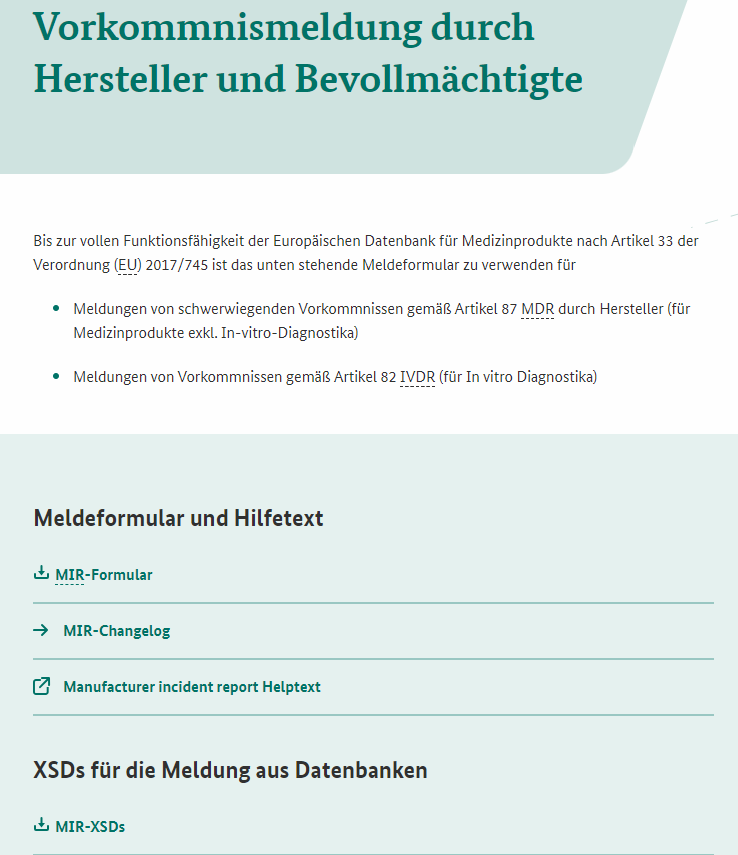 Vorkommnismeldung durch
Hersteller und Bevollmächtigte
Bis zur vollen Funktionsfähigkeit der Europäischen Datenbank für Medizinprodukte nach Artikel 33 der
Verordnung (EU) 2017/745 ist das unten stehende Meldeformular zu verwenden für
Meldungen von schwerwiegenden Vorkommnissen gemäß Artikel 87 MDR durch Hersteller (für
Medizinprodukte exkl. In-vitro-Diagnostika)
Meldungen von Vorkommnissen gemäß Artikel 82 IVDR (für In vitro Diagnostika)
Meldeformular und Hilfetext
MIR-Formular
MIR-Changelog
Manufacturer incident report Helptext
XSDs für die Meldung aus Datenbanken
MIR-XSDs